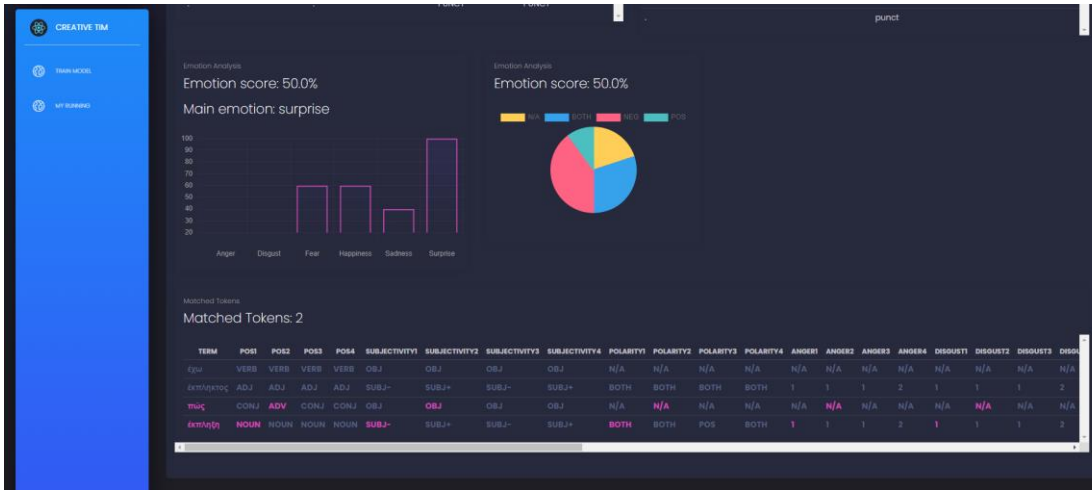 CREATIVE TIM
TRAIN MODEL
MY RUNNING
PUNCT PUNCT
. punct
Emotion Analysis
Emotion score: 50.0%
Main emotion: surprise
100
90
80
70
60
50
40
30
20
Anger Disgust Fear Happiness Sadness Surprise
Emotion Analysis
Emotion score: 50.0%
N/A BOTH NEG POS
Matched Tokens
Matched Tokens: 2
TERM POS1 POS2 POS3 POS4 SUBJECTIVITY1 SUBJECTIVITY2 SUBJECTIVITY3 SUBJECTIVITY4 POLARITY1 POLARITY2 POLARITY3 POLARITY4 ANGER1 ANGER2 ANGER3 ANGER4 DISGUST1 DISGUST2 DISGUST3 DISGU
έχω VERB VERB VERB VERB OBJ OBJ OBJ OBJ N/A N/A N/A N/A N/A N/A N/A N/A N/A N/A N/A N/A
έκπληκτος ADJ ADJ ADJ ADJ SUBJ- SUBJ+ SUBJ- SUBJ+ BOTH BOTH BOTH BOTH 1 1 1 2 1 1 1 2
πώς CONJ ADV CONJ CONJ OBJ OBJ OBJ OBJ N/A N/A N/A N/A N/A N/A N/A N/A N/A N/A N/A N/A
έκπληξη NOUN NOUN NOUN NOUN SUBJ- SUBJ+ SUBJ- SUBJ+ BOTH BOTH POS BOTH 1 1 1 2 1 1 1 2